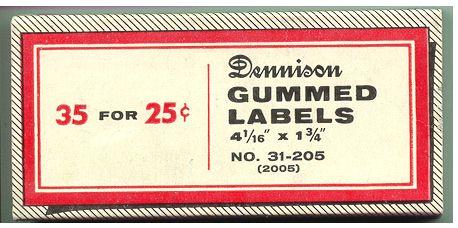 35 FOR 25¢
Dennison
GUMMED
LABELS
4 1/16" x 1 3/4"
NO. 31-205
(2005)